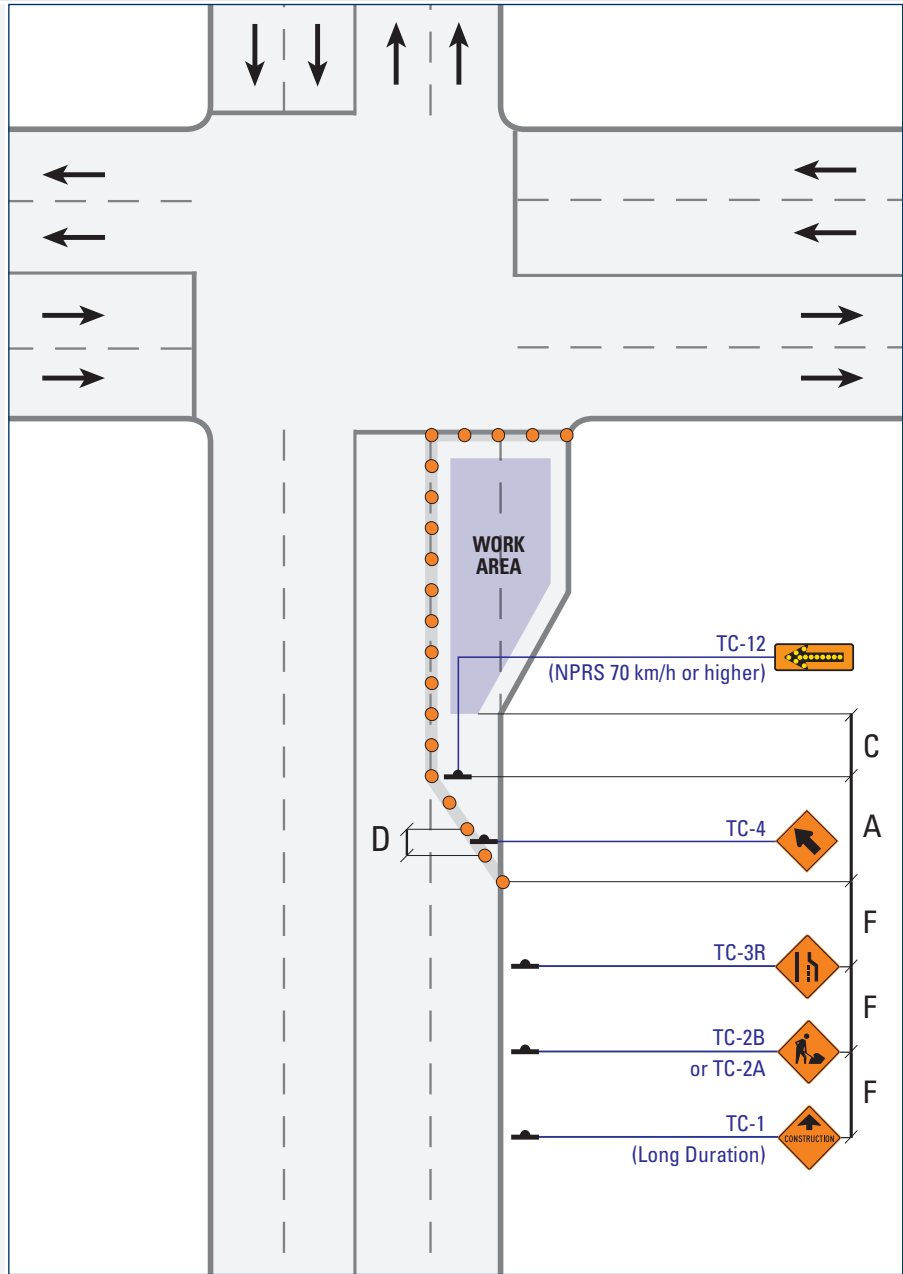 WORK
AREA
TC-12
(NPRS 70 km/h or higher)
C
D
TC-4
A
F
TC-3R
F
TC-2B
or TC-2A
F
TC-1
CONSTRUCTION
(Long Duration)